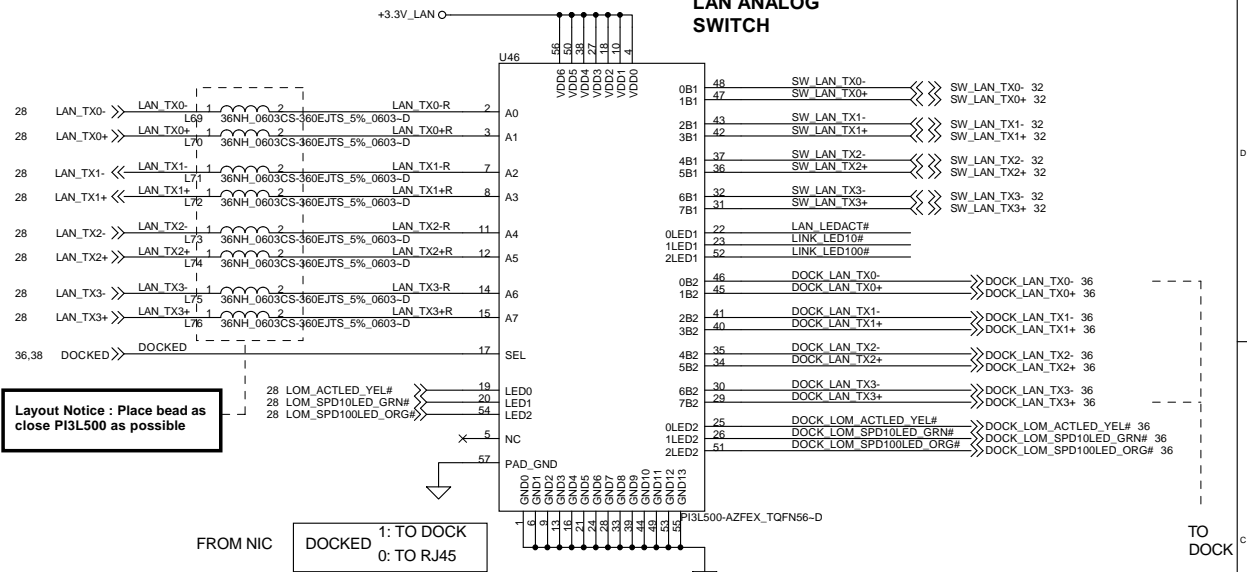 LAN ANALOG
SWITCH
+3.3V_LAN
U46
56 50 38 27 18 10 4
VDD6 VDD5 VDD4 VDD3 VDD2 VDD1 VDD0
28 LAN_TX0- LAN_TX0- 1 2 LAN_TX0-R 2 A0
L69 36NH_0603CS-360EJTS_5%_0603~D
28 LAN_TX0+ LAN_TX0+ 1 2 LAN_TX0+R 3 A1
L70 36NH_0603CS-360EJTS_5%_0603~D
28 LAN_TX1- LAN_TX1- 1 2 LAN_TX1-R 7 A2
L71 36NH_0603CS-360EJTS_5%_0603~D
28 LAN_TX1+ LAN_TX1+ 1 2 LAN_TX1+R 8 A3
L72 36NH_0603CS-360EJTS_5%_0603~D
28 LAN_TX2- LAN_TX2- 1 2 LAN_TX2-R 11 A4
L73 36NH_0603CS-360EJTS_5%_0603~D
28 LAN_TX2+ LAN_TX2+ 1 2 LAN_TX2+R 12 A5
L74 36NH_0603CS-360EJTS_5%_0603~D
28 LAN_TX3- LAN_TX3- 1 2 LAN_TX3-R 14 A6
L75 36NH_0603CS-360EJTS_5%_0603~D
28 LAN_TX3+ LAN_TX3+ 1 2 LAN_TX3+R 15 A7
L76 36NH_0603CS-360EJTS_5%_0603~D
36,38 DOCKED DOCKED 17 SEL
28 LOM_ACTLED_YEL# 19 LED0
28 LOM_SPD10LED_GRN# 20 LED1
28 LOM_SPD100LED_ORG# 54 LED2
5 NC
57 PAD_GND
Layout Notice : Place bead as
close PI3L500 as possible
0B1 48 SW_LAN_TX0- SW_LAN_TX0- 32
1B1 47 SW_LAN_TX0+ SW_LAN_TX0+ 32
2B1 43 SW_LAN_TX1- SW_LAN_TX1- 32
3B1 42 SW_LAN_TX1+ SW_LAN_TX1+ 32
4B1 37 SW_LAN_TX2- SW_LAN_TX2- 32
5B1 36 SW_LAN_TX2+ SW_LAN_TX2+ 32
6B1 32 SW_LAN_TX3- SW_LAN_TX3- 32
7B1 31 SW_LAN_TX3+ SW_LAN_TX3+ 32
0LED1 22 LAN_LEDACT#
1LED1 23 LINK_LED10#
2LED1 52 LINK_LED100#
0B2 46 DOCK_LAN_TX0- DOCK_LAN_TX0- 36
1B2 45 DOCK_LAN_TX0+ DOCK_LAN_TX0+ 36
2B2 41 DOCK_LAN_TX1- DOCK_LAN_TX1- 36
3B2 40 DOCK_LAN_TX1+ DOCK_LAN_TX1+ 36
4B2 35 DOCK_LAN_TX2- DOCK_LAN_TX2- 36
5B2 34 DOCK_LAN_TX2+ DOCK_LAN_TX2+ 36
6B2 30 DOCK_LAN_TX3- DOCK_LAN_TX3- 36
7B2 29 DOCK_LAN_TX3+ DOCK_LAN_TX3+ 36
0LED2 25 DOCK_LOM_ACTLED_YEL# DOCK_LOM_ACTLED_YEL# 36
1LED2 26 DOCK_LOM_SPD10LED_GRN# DOCK_LOM_SPD10LED_GRN# 36
2LED2 51 DOCK_LOM_SPD100LED_ORG# DOCK_LOM_SPD100LED_ORG# 36
GND0 GND1 GND2 GND3 GND4 GND5 GND6 GND7 GND8 GND9 GND10 GND11 GND12 GND13
1 6 9 13 16 21 24 28 33 39 44 49 53 55
PI3L500-AZFEX_TQFN56~D
FROM NIC
DOCKED
1: TO DOCK
0: TO RJ45
TO
DOCK
D
C